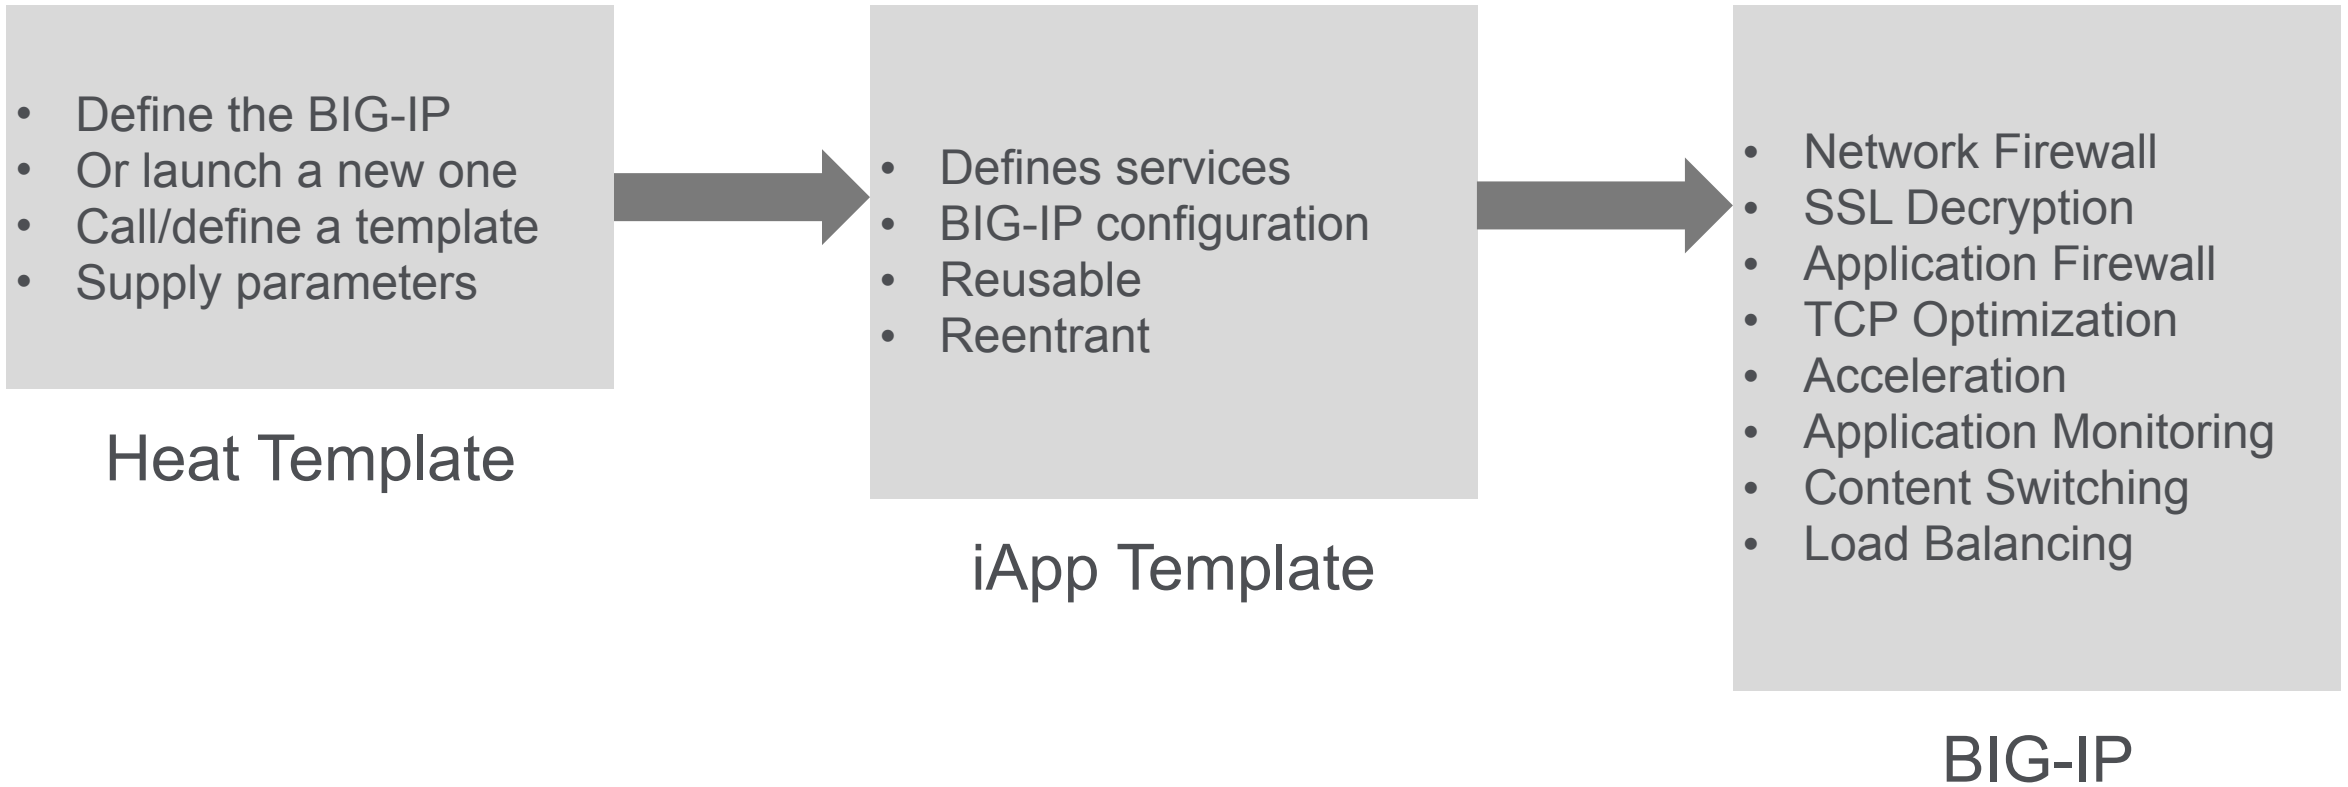 • Define the BIG-IP
• Or launch a new one
• Call/define a template
• Supply parameters
Heat Template
• Defines services
• BIG-IP configuration
• Reusable
• Reentrant
iApp Template
• Network Firewall
• SSL Decryption
• Application Firewall
• TCP Optimization
• Acceleration
• Application Monitoring
• Content Switching
• Load Balancing
BIG-IP